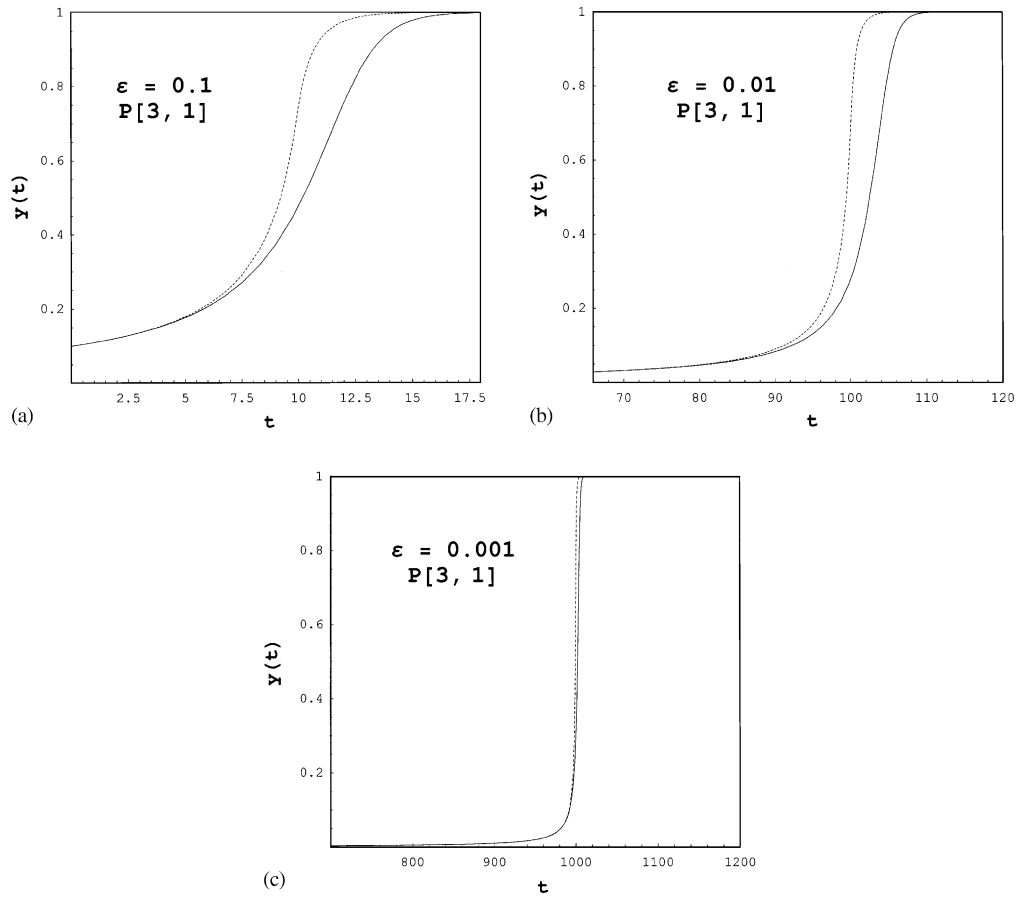 1
0.8
0.6
0.4
0.2
y(t)
ε = 0.1
P[3, 1]
2.5 5 7.5 10 12.5 15 17.5
t
(a)
1
0.8
0.6
0.4
0.2
y(t)
ε = 0.01
P[3, 1]
70 80 90 100 110 120
t
(b)
1
0.8
0.6
0.4
0.2
y(t)
ε = 0.001
P[3, 1]
800 900 1000 1100 1200
t
(c)